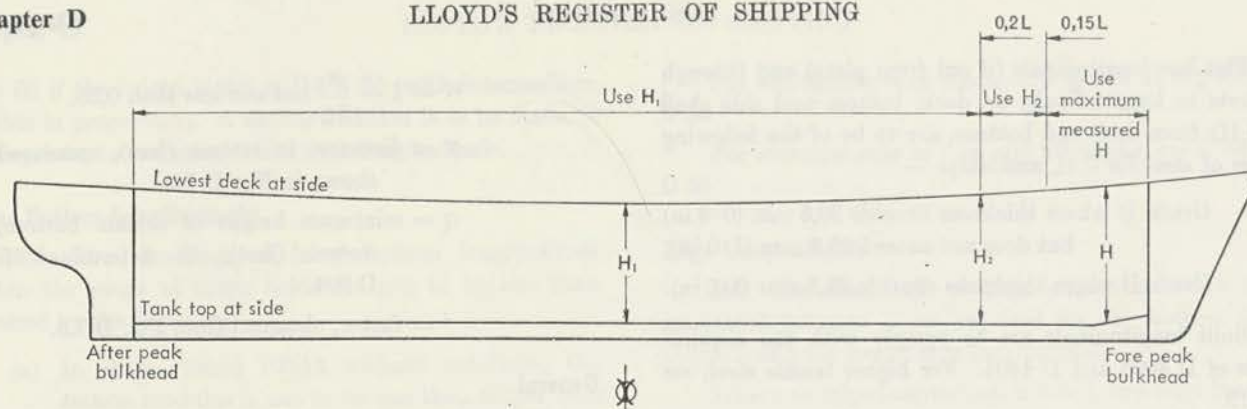 apter D
LLOYD'S REGISTER OF SHIPPING
0,2L
0,15L
Use H₁
Use H₂
Use
maximum
measured
H
Lowest deck at side
H₁
H₂
H
Tank top at side
After peak
bulkhead
Fore peak
bulkhead